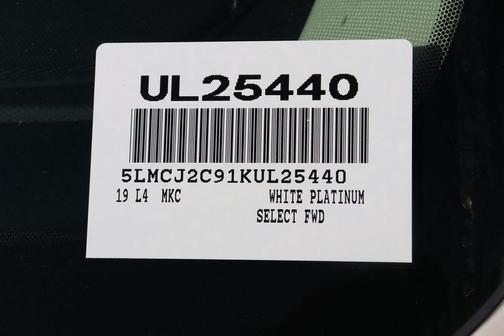 UL25440
5LMCJ2C91KUL25440
19 L4 MKC WHITE PLATINUM
SELECT FWD